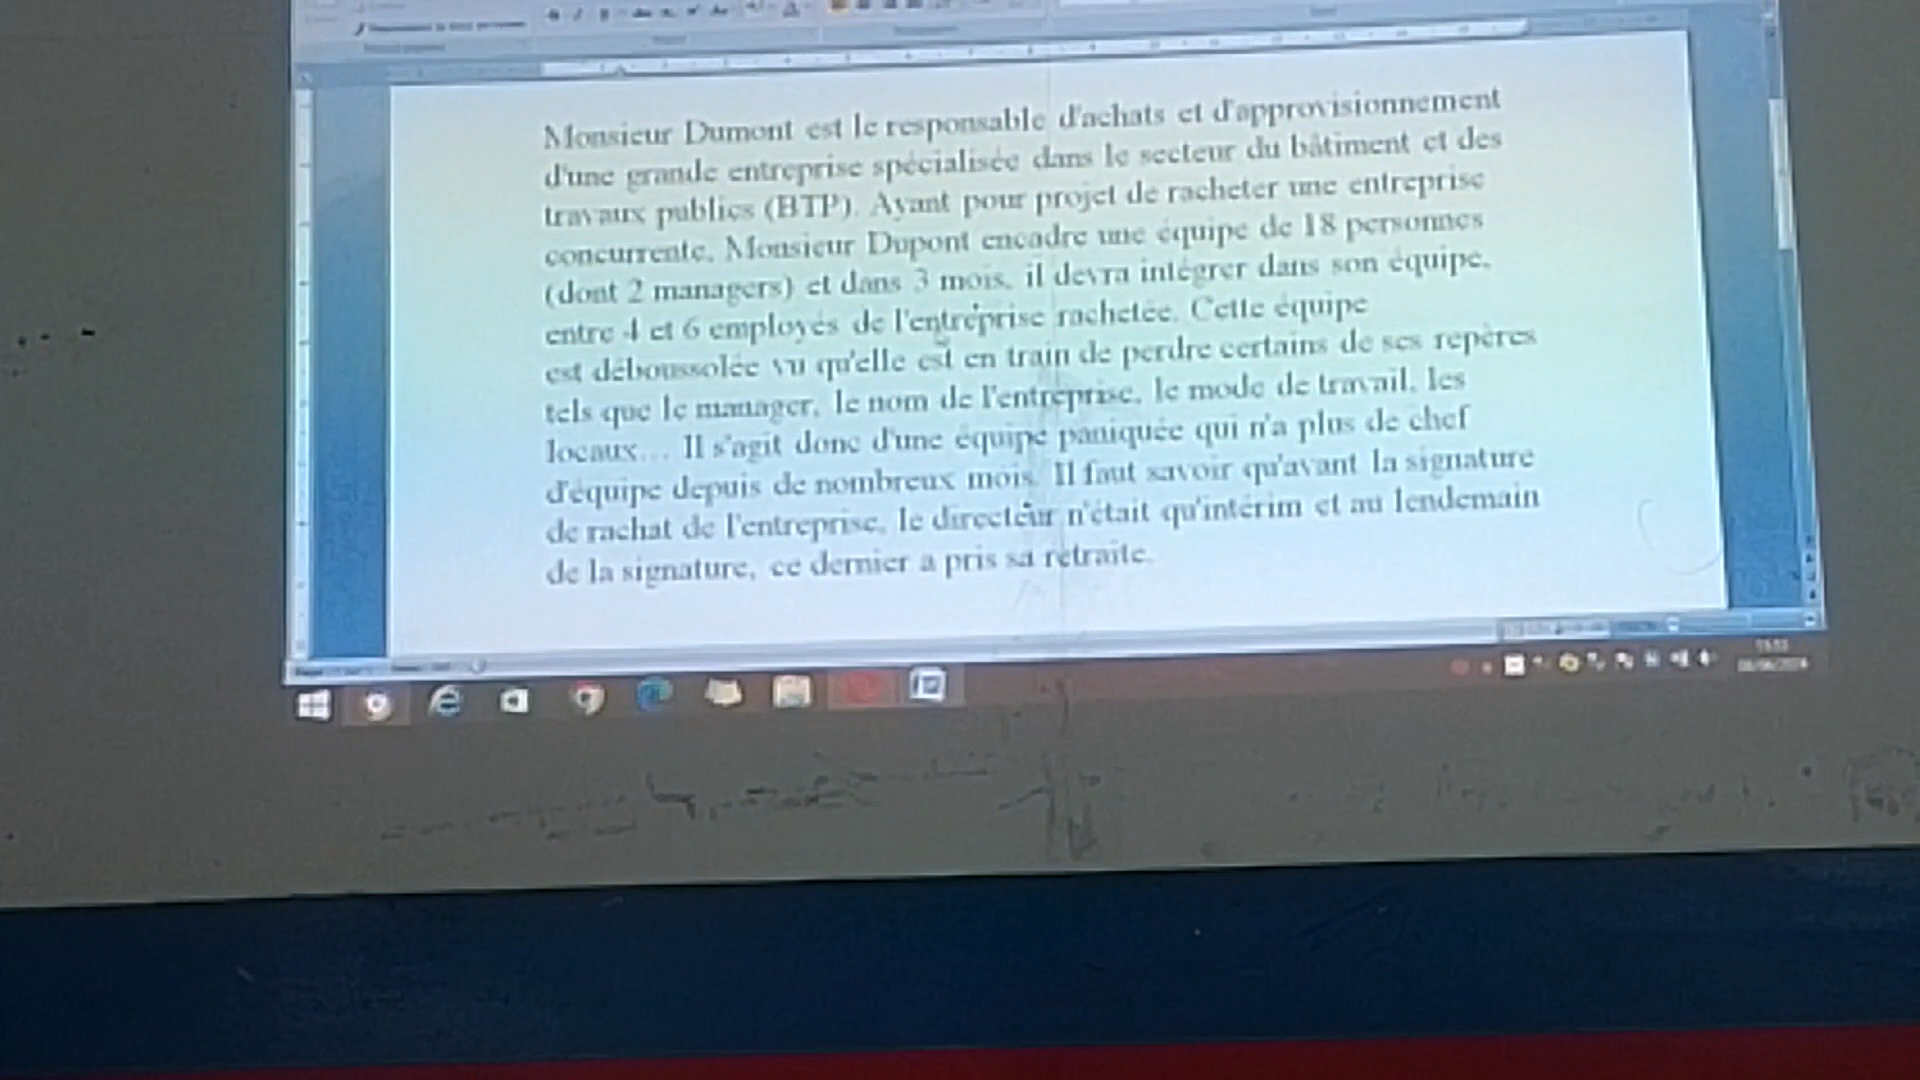 Monsieur Dumont est le responsable d'achats et d'approvisionnement
d'une grande entreprise spécialisée dans le secteur du bâtiment et des
travaux publics (BTP). Ayant pour projet de racheter une entreprise
concurrente, Monsieur Dupont encadre une équipe de 18 personnes
(dont 2 managers) et dans 3 mois, il devra intégrer dans son équipe,
entre 4 et 6 employés de l'entreprise rachetée. Cette équipe
est déboussolée vu qu'elle est en train de perdre certains de ses repères
tels que le manager, le nom de l'entreprise, le mode de travail, les
locaux... Il s'agit donc d'une équipe paniquée qui n'a plus de chef
d'équipe depuis de nombreux mois. Il faut savoir qu'avant la signature
de rachat de l'entreprise, le directeur n'était qu'intérim et au lendemain
de la signature, ce dernier a pris sa retraite.